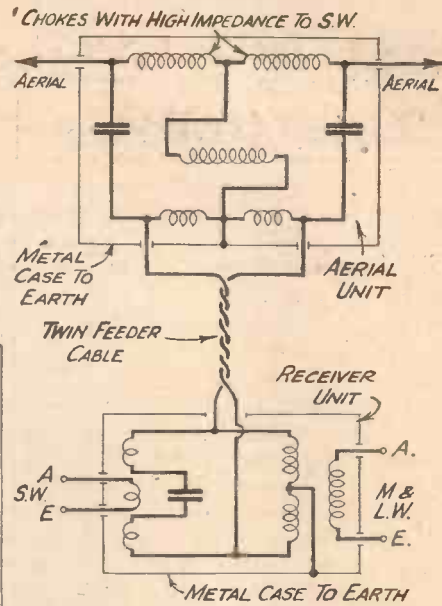 'CHOKES WITH HIGH IMPEDANCE TO S.W.
AERIAL
AERIAL
METAL
CASE TO
EARTH
AERIAL
UNIT
TWIN FEEDER
CABLE
RECEIVER
UNIT
A
S.W.
E
A.
M &
L.W.
E.
METAL CASE TO EARTH